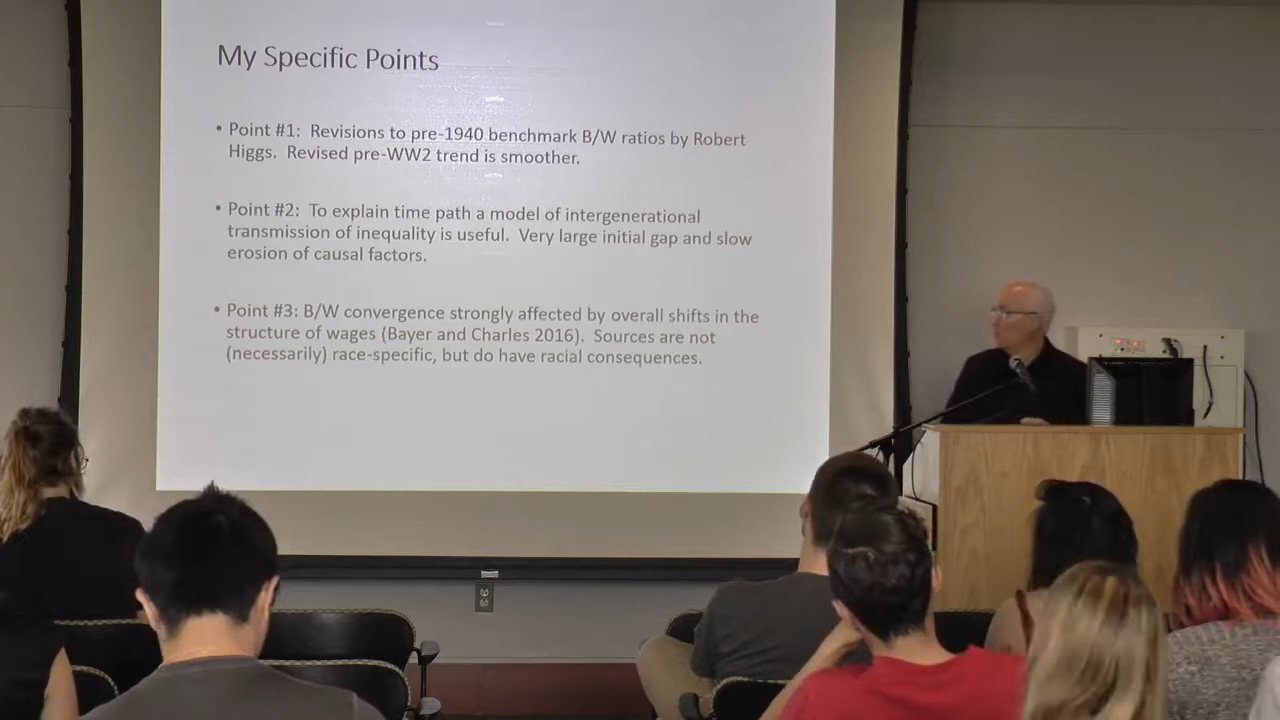 My Specific Points
• Point #1: Revisions to pre-1940 benchmark B/W ratios by Robert
Higgs. Revised pre-WW2 trend is smoother.
• Point #2: To explain time path a model of intergenerational
transmission of inequality is useful. Very large initial gap and slow
erosion of causal factors.
• Point #3: B/W convergence strongly affected by overall shifts in the
structure of wages (Bayer and Charles 2016). Sources are not
(necessarily) race-specific, but do have racial consequences.